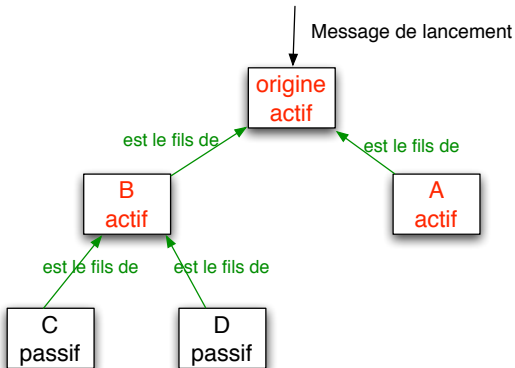 Message de lancement
origine
actif
est le fils de
est le fils de
B
actif
A
actif
est le fils de
est le fils de
C
passif
D
passif